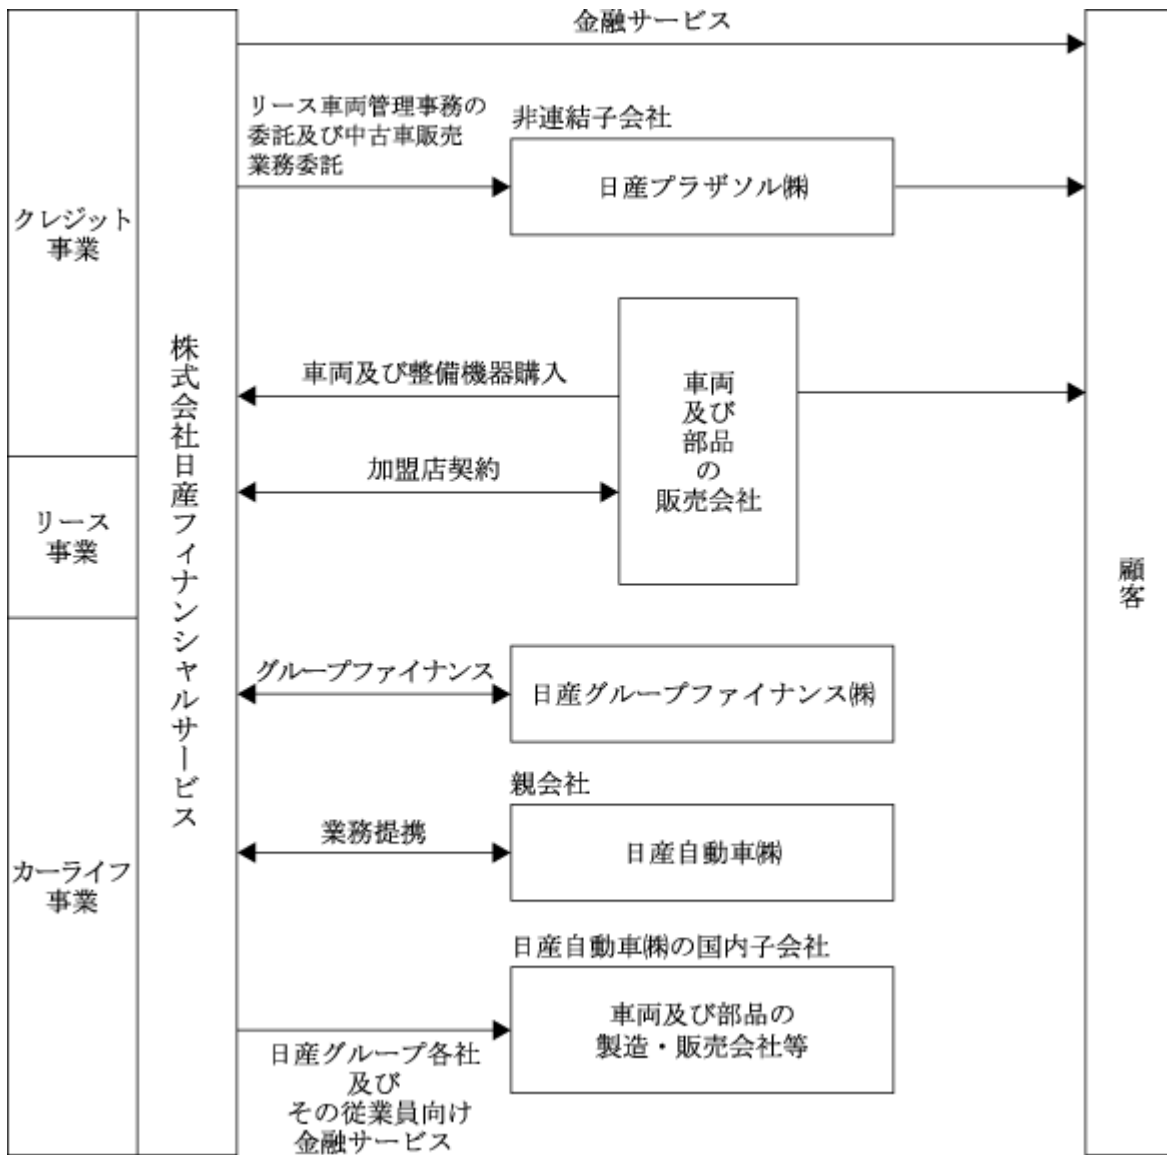 金融サービス
リース車両管理事務の
委託及び中古車販売
業務委託
非連結子会社
日産プラザソル㈱
クレジット
事業
株式会社日産フィナンシャルサービス
車両及び整備機器購入
車両
及び
部品
の
販売会社
加盟店契約
リース
事業
顧客
グループファイナンス
日産グループファイナンス㈱
親会社
業務提携
日産自動車㈱
カーライフ
事業
日産自動車㈱の国内子会社
車両及び部品の
製造・販売会社等
日産グループ各社
及び
その従業員向け
金融サービス